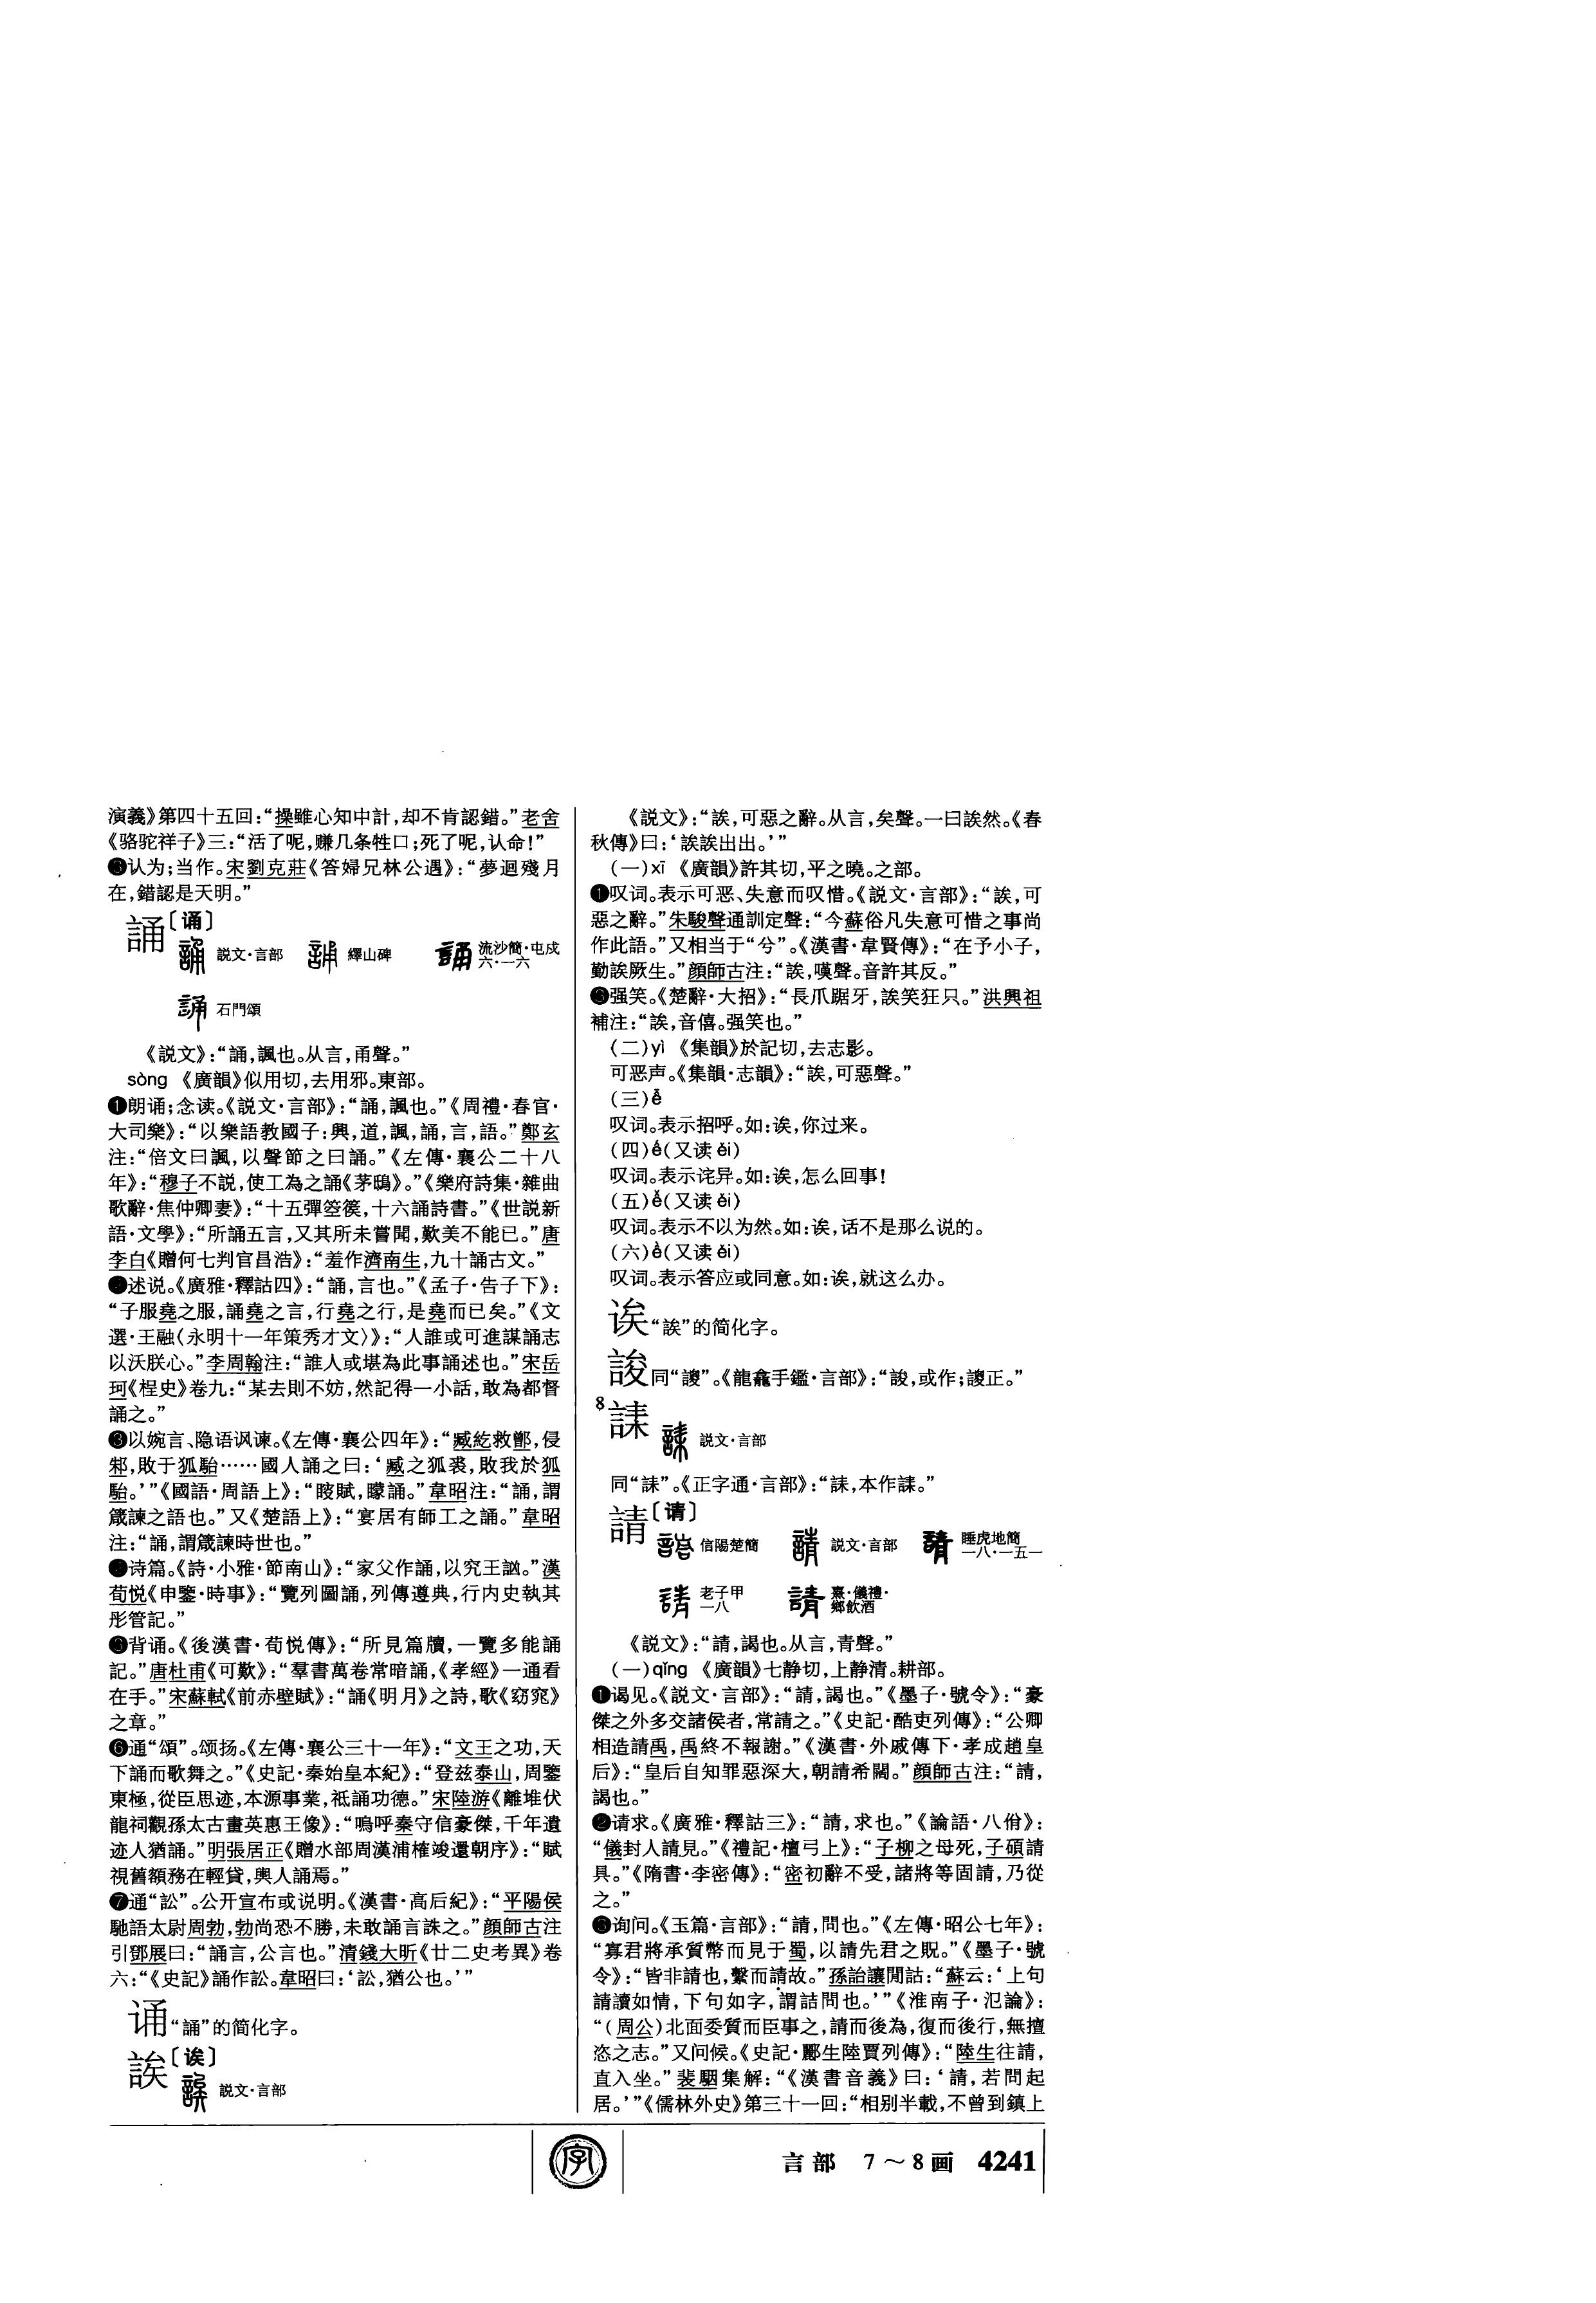 演義》第四十五回：“操雖心知中計，却不肯認錯。”老舍
《骆驼祥子》三：“活了呢，赚几条牲口；死了呢，认命！”
❸认为；当作。宋劉克莊《答婦兄林公遇》：“夢迴殘月
在，錯認是天明。”
誦〔诵〕
説文·言部 繹山碑 流沙簡·屯戍
六·一六
石門頌
《説文》：“誦，諷也。从言，甬聲。”
sòng 《廣韻》似用切，去用邪。東部。
❶朗诵；念读。《説文·言部》：“誦，諷也。”《周禮·春官·
大司樂》：“以樂語教國子：興，道，諷，誦，言，語。”鄭玄
注：“倍文曰諷，以聲節之曰誦。”《左傳·襄公二十八
年》：“穆子不説，使工為之誦《茅鴟》。”《樂府詩集·雜曲
歌辭·焦仲卿妻》：“十五彈箜篌，十六誦詩書。”《世説新
語·文學》：“所誦五言，又其所未嘗聞，歎美不能已。”唐
李白《贈何七判官昌浩》：“羞作濟南生，九十誦古文。”
❷述说。《廣雅·釋詁四》：“誦，言也。”《孟子·告子下》：
“子服堯之服，誦堯之言，行堯之行，是堯而已矣。”《文
選·王融〈永明十一年策秀才文〉》：“人誰或可進謀誦志
以沃朕心。”李周翰注：“誰人或堪為此事誦述也。”宋岳
珂《桯史》卷九：“某去則不妨，然記得一小話，敢為都督
誦之。”
❸以婉言、隐语讽谏。《左傳·襄公四年》：“臧紇救鄫，侵
邾，敗于狐駘……國人誦之曰：‘臧之狐裘，敗我於狐
駘。’”《國語·周語上》：“瞍賦，矇誦。”韋昭注：“誦，謂
箴諫之語也。”又《楚語上》：“宴居有師工之誦。”韋昭
注：“誦，謂箴諫時世也。”
❹诗篇。《詩·小雅·節南山》：“家父作誦，以究王訩。”漢
荀悦《申鑒·時事》：“覽列圖誦，列傳遵典，行内史執其
彤管記。”
❺背诵。《後漢書·荀悦傳》：“所見篇牘，一覽多能誦
記。”唐杜甫《可歎》：“羣書萬卷常暗誦，《孝經》一通看
在手。”宋蘇軾《前赤壁賦》：“誦《明月》之詩，歌《窈窕》
之章。”
❻通“頌”。颂扬。《左傳·襄公三十一年》：“文王之功，天
下誦而歌舞之。”《史記·秦始皇本紀》：“登兹泰山，周鑒
東極，從臣思迹，本源事業，祗誦功德。”宋陸游《離堆伏
龍祠觀孫太古畫英惠王像》：“嗚呼秦守信豪傑，千年遺
迹人猶誦。”明張居正《贈水部周漢浦榷竣還朝序》：“賦
視舊額務在輕貸，輿人誦焉。”
❼通“訟”。公开宣布或说明。《漢書·高后紀》：“平陽侯
馳語太尉周勃，勃尚恐不勝，未敢誦言誅之。”顔師古注
引鄧展曰：“誦言，公言也。”清錢大昕《廿二史考異》卷
六：“《史記》誦作訟。韋昭曰：‘訟，猶公也。’”
诵“誦”的简化字。
誒〔诶〕
説文·言部
《説文》：“誒，可惡之辭。从言，矣聲。一曰誒然。《春
秋傳》曰：‘誒誒出出。’”
（一）xī 《廣韻》許其切，平之曉。之部。
❶叹词。表示可恶、失意而叹惜。《説文·言部》：“誒，可
惡之辭。”朱駿聲通訓定聲：“今蘇俗凡失意可惜之事尚
作此語。”又相当于“兮”。《漢書·韋賢傳》：“在予小子，
勤誒厥生。”顔師古注：“誒，嘆聲。音許其反。”
❷强笑。《楚辭·大招》：“長爪踞牙，誒笑狂只。”洪興祖
補注：“誒，音僖。强笑也。”
（二）yì 《集韻》於記切，去志影。
可恶声。《集韻·志韻》：“誒，可惡聲。”
（三）ê̄
叹词。表示招呼。如：诶，你过来。
（四）ế（又读 éi）
叹词。表示诧异。如：诶，怎么回事！
（五）ê̌（又读 ěi）
叹词。表示不以为然。如：诶，话不是那么说的。
（六）ề（又读 èi）
叹词。表示答应或同意。如：诶，就这么办。
诶“誒”的简化字。
誜同“謖”。《龍龕手鑑·言部》：“誜，或作；謖正。”
8
説文·言部
同“誄”。《正字通·言部》：“誄，本作𧩻。”
請〔请〕
信陽楚簡 説文·言部 睡虎地簡
一八·一五一
老子甲
一八 熹·儀禮·
鄉飲酒
《説文》：“請，謁也。从言，青聲。”
（一）qǐng 《廣韻》七静切，上静清。耕部。
❶谒见。《説文·言部》：“請，謁也。”《墨子·號令》：“豪
傑之外多交諸侯者，常請之。”《史記·酷吏列傳》：“公卿
相造請禹，禹終不報謝。”《漢書·外戚傳下·孝成趙皇
后》：“皇后自知罪惡深大，朝請希闊。”顔師古注：“請，
謁也。”
❷请求。《廣雅·釋詁三》：“請，求也。”《論語·八佾》：
“儀封人請見。”《禮記·檀弓上》：“子柳之母死，子碩請
具。”《隋書·李密傳》：“密初辭不受，諸將等固請，乃從
之。”
❸询问。《玉篇·言部》：“請，問也。”《左傳·昭公七年》：
“寡君將承質幣而見于蜀，以請先君之貺。”《墨子·號
令》：“皆非請也，繫而請故。”孫詒讓閒詁：“蘇云：‘上句
請讀如情，下句如字，謂詰問也。’”《淮南子·氾論》：
“（周公）北面委質而臣事之，請而後為，復而後行，無擅
恣之志。”又问候。《史記·酈生陸賈列傳》：“陸生往請，
直入坐。”裴駰集解：“《漢書音義》曰：‘請，若問起
居。’”《儒林外史》第三十一回：“相别半載，不曾到鎮上
字
言部 7～8画 4241